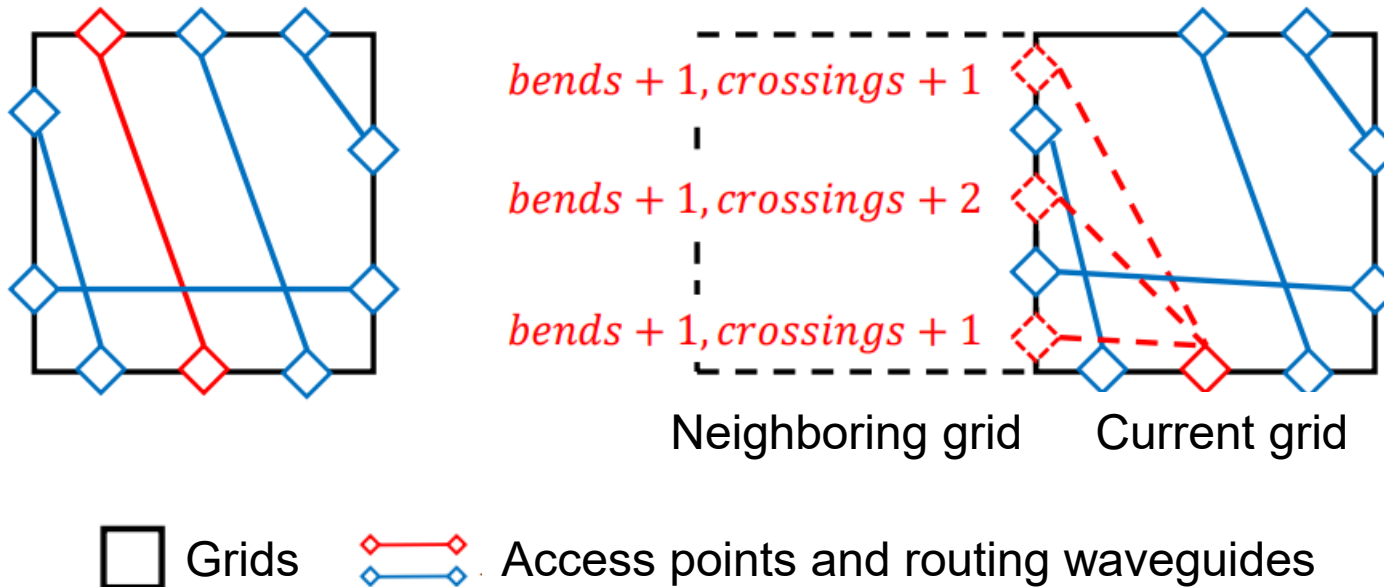 bends + 1, crossings + 1
bends + 1, crossings + 2
bends + 1, crossings + 1
Neighboring grid Current grid
Grids Access points and routing waveguides